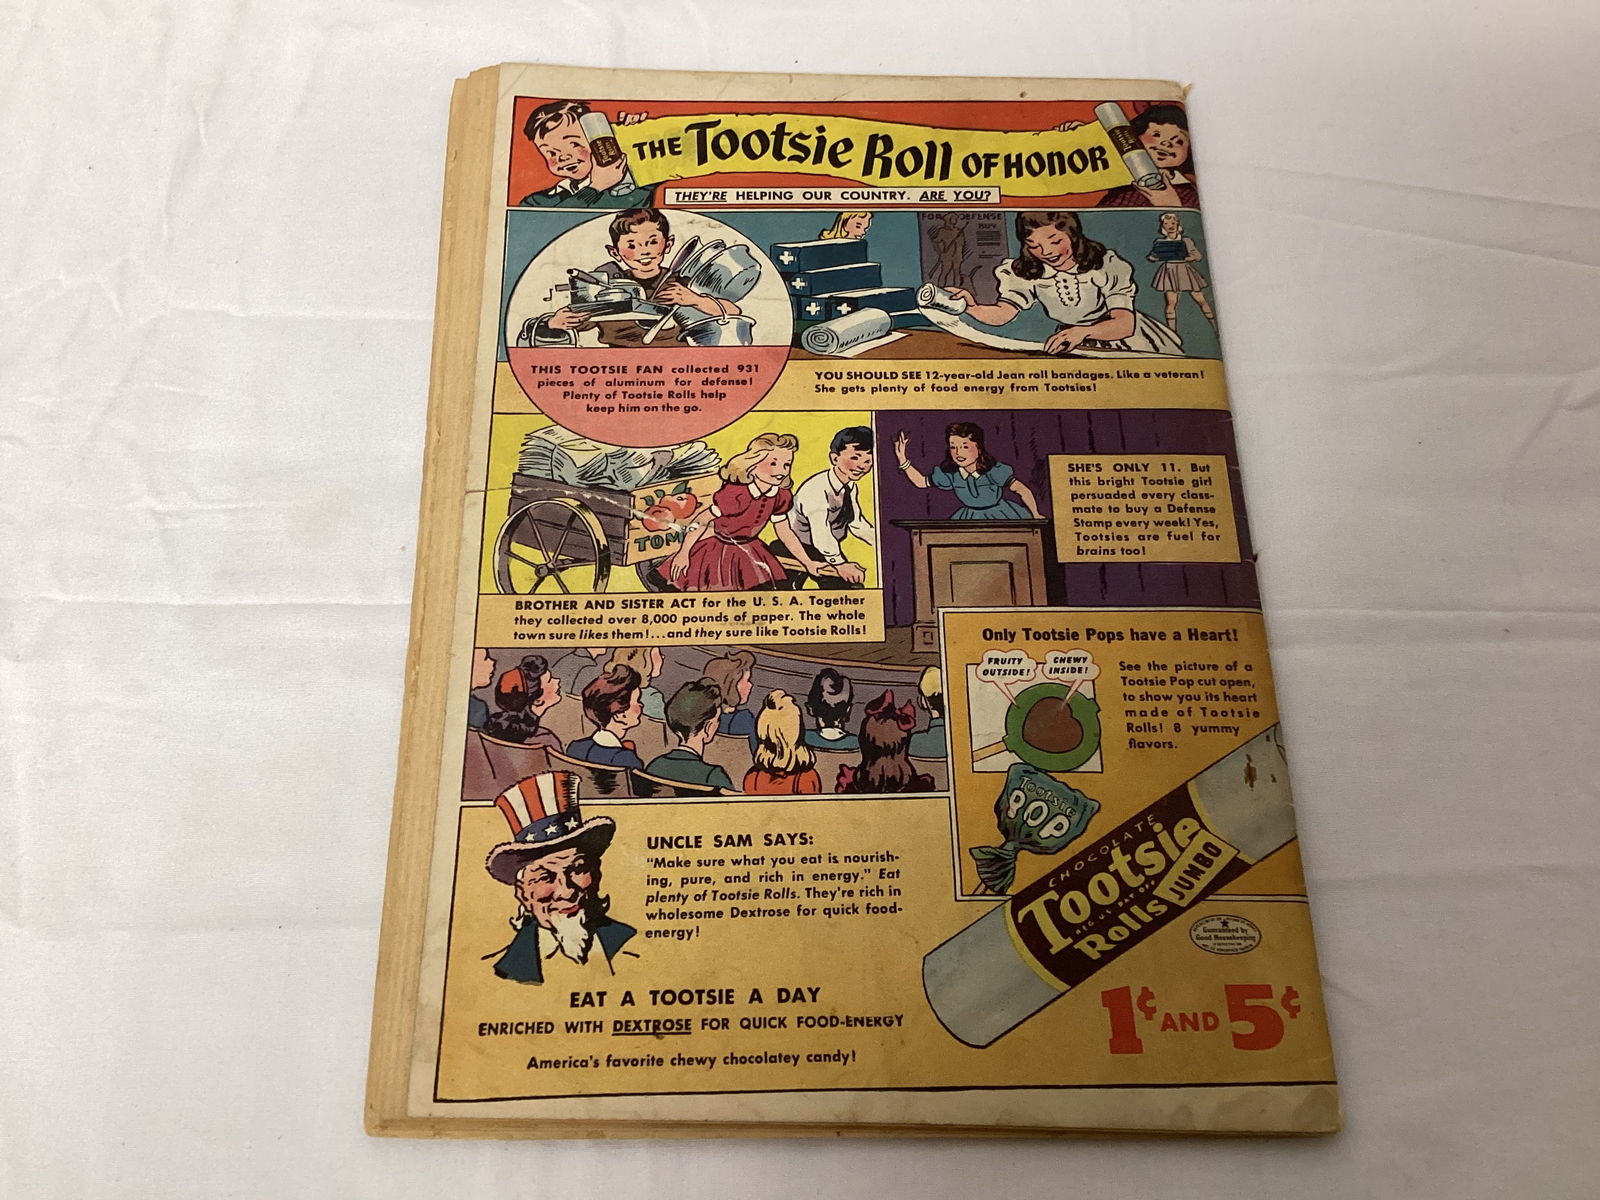 THE Tootsie Roll OF HONOR
THEY'RE HELPING OUR COUNTRY. ARE YOU?
FOR DEFENSE
BUY
THIS TOOTSIE FAN collected 931
pieces of aluminum for defense!
Plenty of Tootsie Rolls help
keep him on the go.
YOU SHOULD SEE 12-year-old Jean roll bandages. Like a veteran!
She gets plenty of food energy from Tootsies!
TOM
BROTHER AND SISTER ACT for the U. S. A. Together
they collected over 8,000 pounds of paper. The whole
town sure likes them!...and they sure like Tootsie Rolls!
SHE'S ONLY 11. But
this bright Tootsie girl
persuaded every class-
mate to buy a Defense
Stamp every week! Yes,
Tootsies are fuel for
brains too!
Only Tootsie Pops have a Heart!
FRUITY
OUTSIDE!
CHEWY
INSIDE!
See the picture of a
Tootsie Pop cut open,
to show you its heart
made of Tootsie
Rolls! 8 yummy
flavors.
Tootsie
POP
UNCLE SAM SAYS:
"Make sure what you eat is nourish-
ing, pure, and rich in energy." Eat
plenty of Tootsie Rolls. They're rich in
wholesome Dextrose for quick food-
energy!
CHOCOLATE
Tootsie
REG. U.S. PAT. OFF.
Rolls JUMBO
Guaranteed by
Good Housekeeping
1¢ AND 5¢
EAT A TOOTSIE A DAY
ENRICHED WITH DEXTROSE FOR QUICK FOOD-ENERGY
America's favorite chewy chocolatey candy!